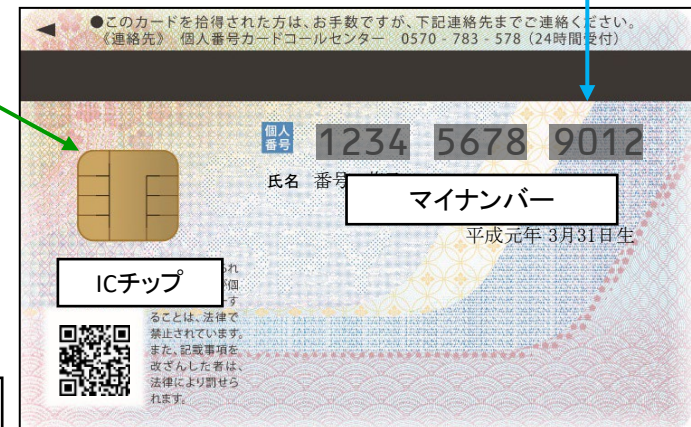 ●このカードを拾得された方は、お手数ですが、下記連絡先までご連絡ください。
《連絡先》 個人番号カードコールセンター 0570-783-578（24時間受付）
個人番号 1234 5678 9012
氏名 番号
マイナンバー
平成元年 3月31日生
ICチップ
ることは、法律で
禁止されています。
また、記載事項を
改ざんした者は、
法律により罰せら
れます。